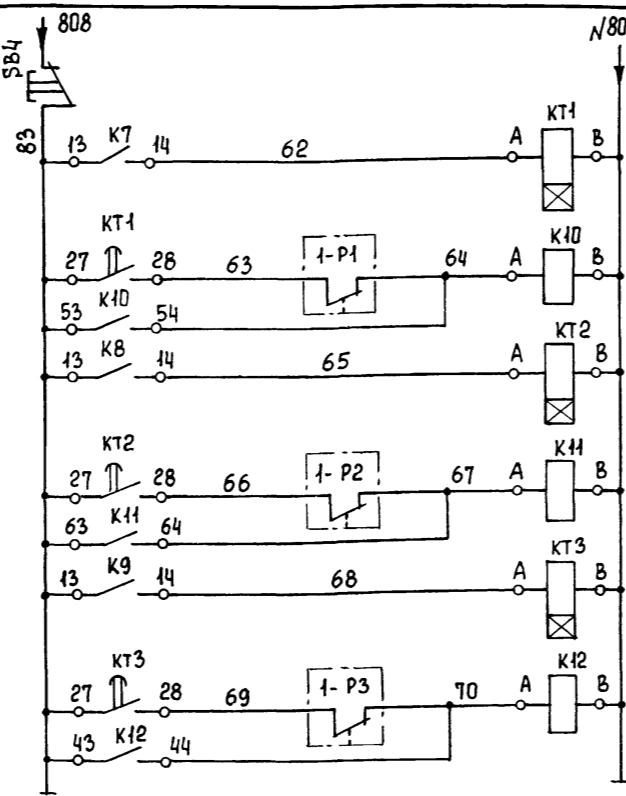 808
N80
SB4
83
13 K7 14 62 A KT1 B
KT1 K10
27 28 63 1-P1 64 A B
53 K10 54
KT2
13 K8 14 65 A B
KT2 K11
27 28 66 1-P2 67 A B
63 K11 64
KT3
13 K9 14 68 A B
KT3 K12
27 28 69 1-P3 70 A B
43 K12 44